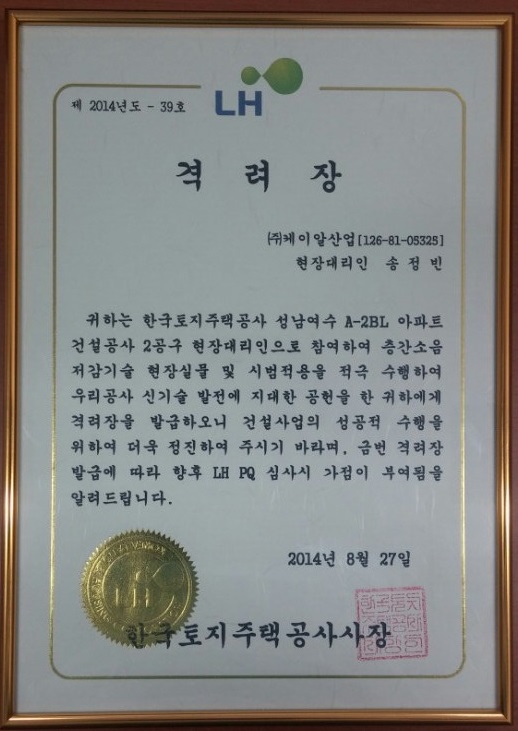 제 2014년도 - 39호
LH
격 려 장
㈜케이알산업[126-81-05325]
현장대리인 송정빈
귀하는 한국토지주택공사 성남여수 A-2BL 아파트
건설공사 2공구 현장대리인으로 참여하여 층간소음
저감기술 현장실물 및 시범적용을 적극 수행하여
우리공사 신기술 발전에 지대한 공헌을 한 귀하에게
격려장을 발급하오니 건설사업의 성공적 수행을
위하여 더욱 정진하여 주시기 바라며, 금번 격려장
발급에 따라 향후 LH PQ 심사시 가점이 부여됨을
알려드립니다.
2014년 8월 27일
LH
한국토지주택공사사장